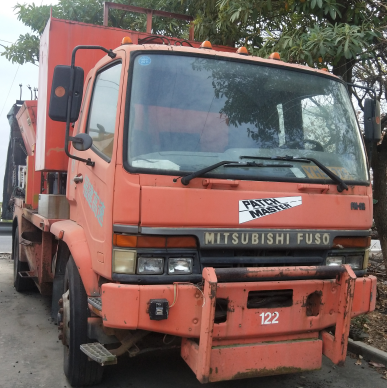 PATCH
MASTER
MITSUBISHI FUSO
122